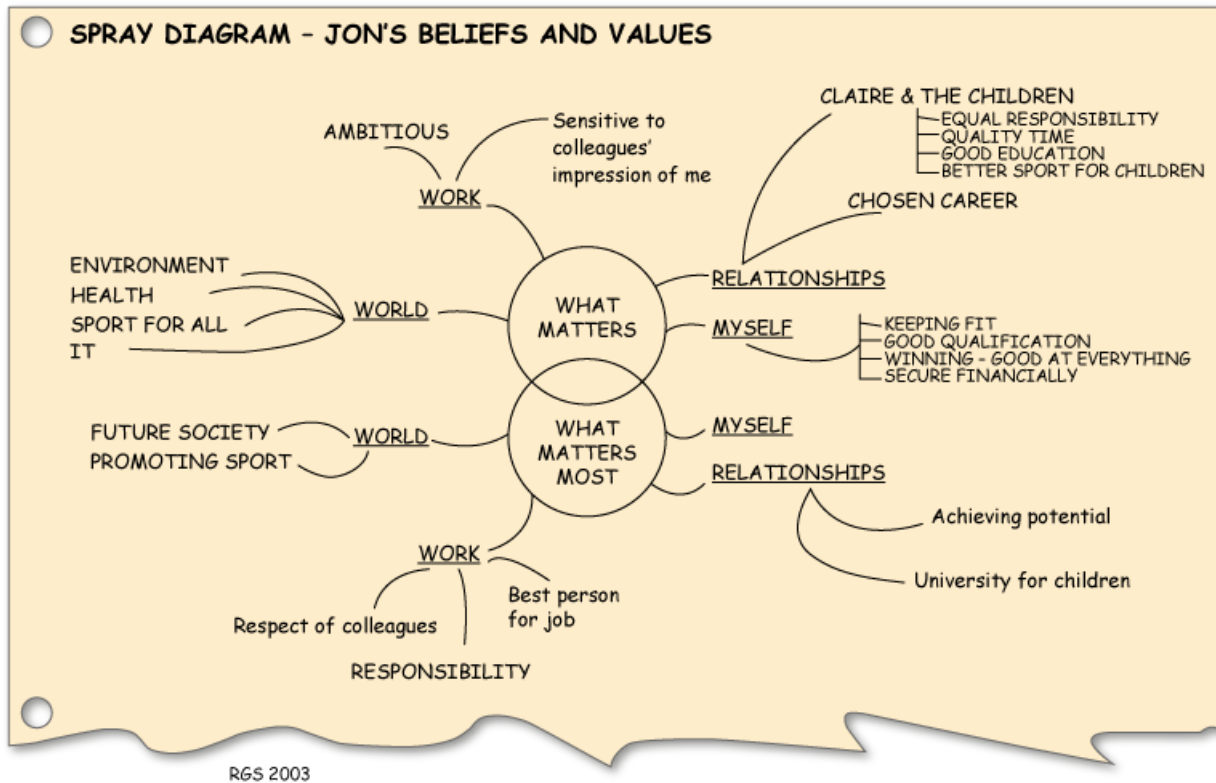 SPRAY DIAGRAM - JON'S BELIEFS AND VALUES
AMBITIOUS
Sensitive to
colleagues'
impression of me
WORK
CLAIRE & THE CHILDREN
EQUAL RESPONSIBILITY
QUALITY TIME
GOOD EDUCATION
BETTER SPORT FOR CHILDREN
CHOSEN CAREER
RELATIONSHIPS
ENVIRONMENT
HEALTH
SPORT FOR ALL
IT
WORLD
WHAT
MATTERS
MYSELF
KEEPING FIT
GOOD QUALIFICATION
WINNING - GOOD AT EVERYTHING
SECURE FINANCIALLY
FUTURE SOCIETY
PROMOTING SPORT
WORLD
WHAT
MATTERS
MOST
MYSELF
RELATIONSHIPS
Achieving potential
University for children
WORK
Respect of colleagues
RESPONSIBILITY
Best person
for job
RGS 2003